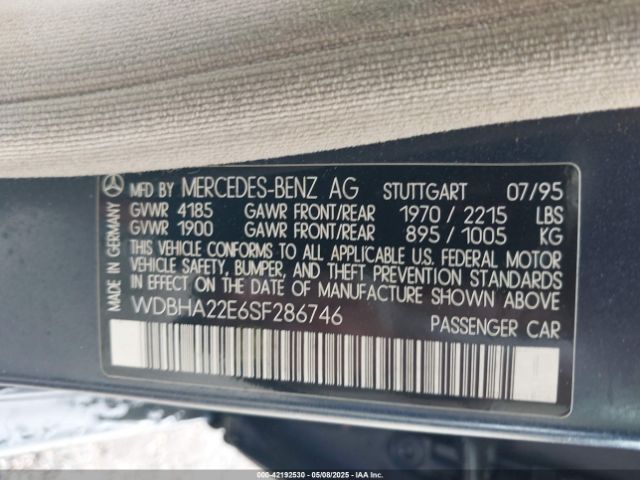 MFD BY MERCEDES-BENZ AG STUTTGART 07/95
GVWR 4185 GAWR FRONT/REAR 1970 / 2215 LBS
GVWR 1900 GAWR FRONT/REAR 895 / 1005 KG
THIS VEHICLE CONFORMS TO ALL APPLICABLE U.S. FEDERAL MOTOR
VEHICLE SAFETY, BUMPER, AND THEFT PREVENTION STANDARDS
IN EFFECT ON THE DATE OF MANUFACTURE SHOWN ABOVE
WDBHA22E6SF286746 PASSENGER CAR
MADE IN GERMANY
000-42192530 - 05/08/2025 - IAA Inc.